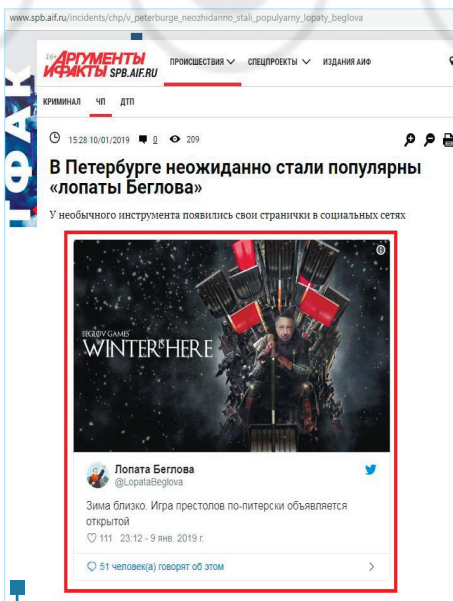 www.spb.aif.ru/incidents/chp/v_peterburge_neozhidanno_stali_populyarny_lopaty_beglova
16+ АРГУМЕНТЫ
И ФАКТЫ SPB.AIF.RU
ПРОИСШЕСТВИЯ СПЕЦПРОЕКТЫ ИЗДАНИЯ АИФ
КРИМИНАЛ ЧП ДТП
ФАК
15:28 10/01/2019 0 209
В Петербурге неожиданно стали популярны
«лопаты Беглова»
У необычного инструмента появились свои странички в социальных сетях
BEGLOV GAMES
WINTER IS HERE
Лопата Беглова
@LopataBeglova
Зима близко. Игра престолов по-питерски объявляется
открытой
111 23:12 - 9 янв. 2019 г.
51 человек(а) говорят об этом